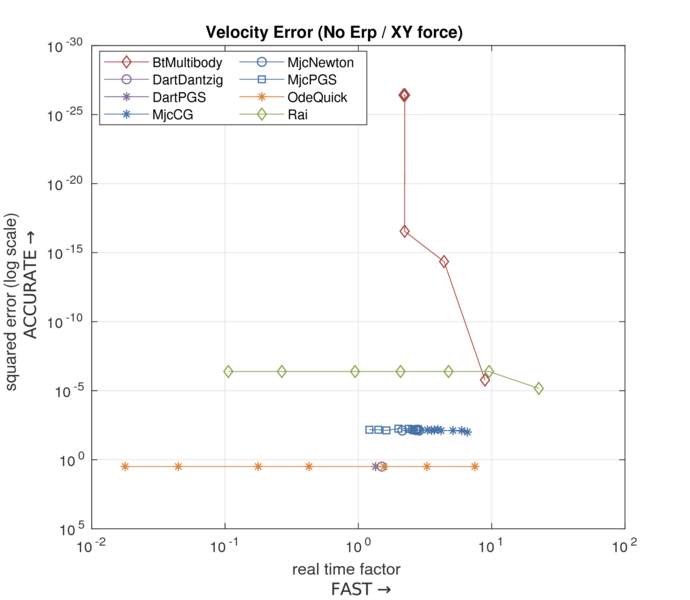 Velocity Error (No Erp / XY force)
10^-30
BtMultibody
DartDantzig
DartPGS
MjcCG
MjcNewton
MjcPGS
OdeQuick
Rai
10^-25
10^-20
10^-15
10^-10
10^-5
10^0
10^5
squared error (log scale)
ACCURATE →
10^-2
10^-1
10^0
10^1
10^2
real time factor
FAST →